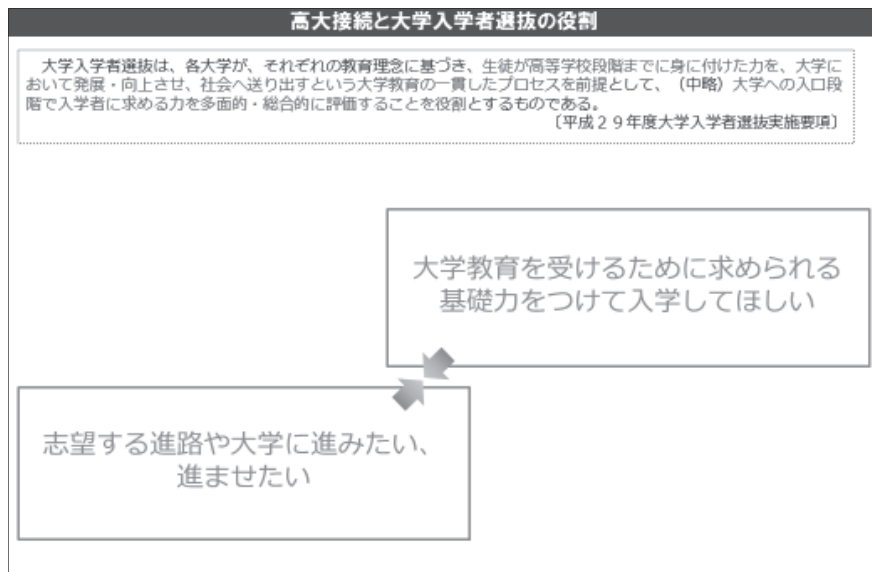 高大接続と大学入学者選抜の役割
大学入学者選抜は、各大学が、それぞれの教育理念に基づき、生徒が高等学校段階までに身に付けた力を、大学に
おいて発展・向上させ、社会へ送り出すという大学教育の一貫したプロセスを前提として、（中略）大学への入口段
階で入学者に求める力を多面的・総合的に評価することを役割とするものである。
〔平成２９年度大学入学者選抜実施要項〕
大学教育を受けるために求められる
基礎力をつけて入学してほしい
志望する進路や大学に進みたい、
進ませたい